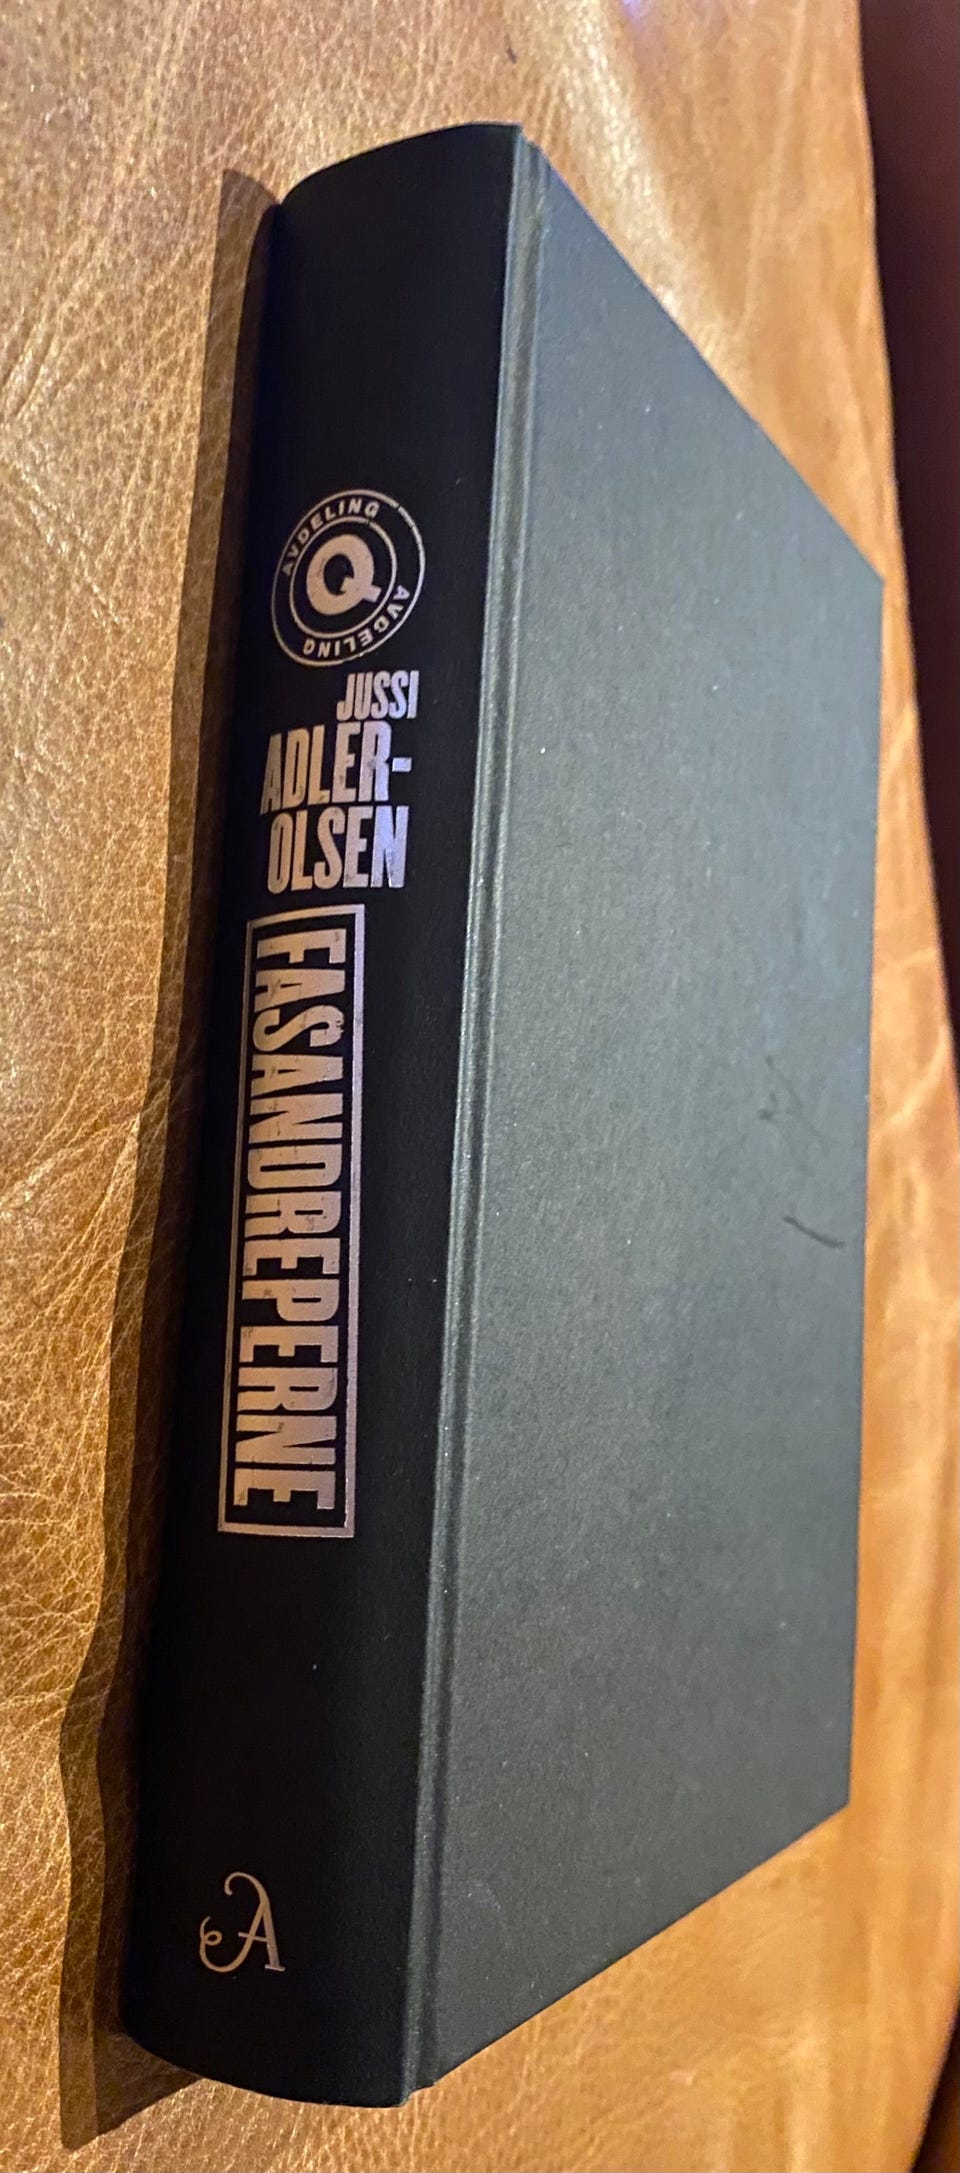 AVDELING
Q
AVDELING
JUSSI
ADLER-
OLSEN
FASANDREPERNE
A